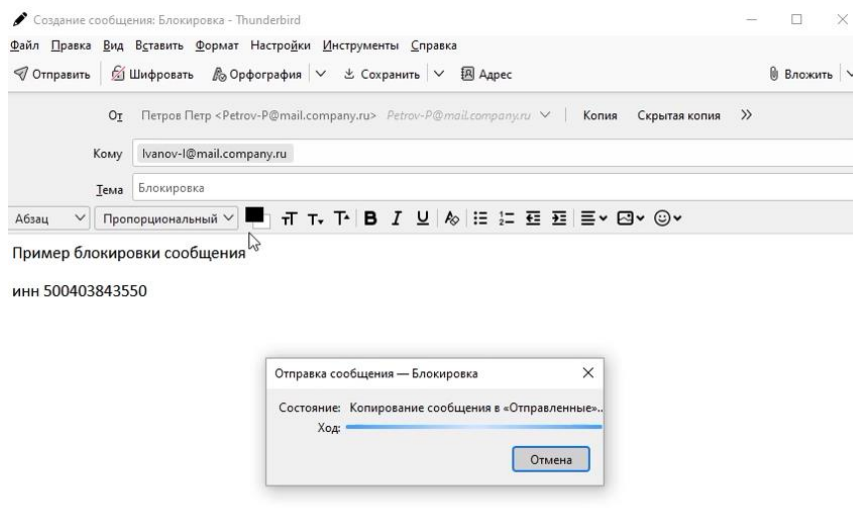 Создание сообщения: Блокировка - Thunderbird
Файл Правка Вид Вставить Формат Настройки Инструменты Справка
Отправить Шифровать Орфография Сохранить Адрес Вложить
От Петров Петр <Petrov-P@mail.company.ru> Petrov-P@mail.company.ru Копия Скрытая копия
Кому Ivanov-I@mail.company.ru
Тема Блокировка
Абзац Пропорциональный
Пример блокировки сообщения
инн 500403843550
Отправка сообщения — Блокировка
Состояние: Копирование сообщения в «Отправленные»..
Ход:
Отмена